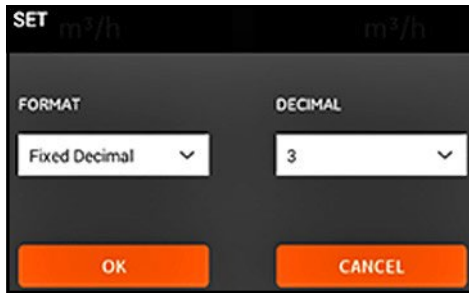 SET
m³/h
m³/h
FORMAT
DECIMAL
Fixed Decimal
3
OK
CANCEL